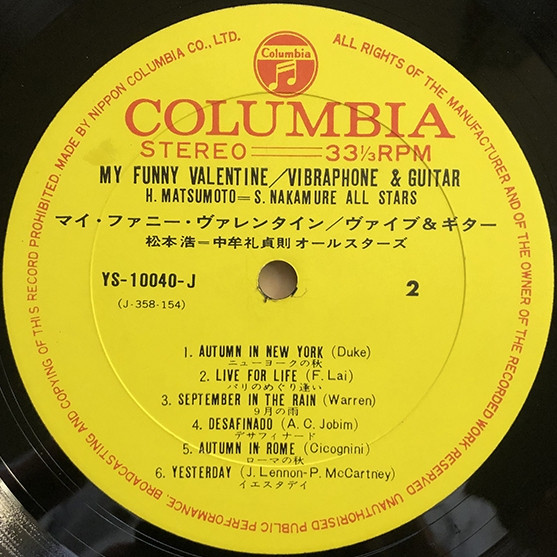 Columbia
COLUMBIA
STEREO 33⅓RPM
MY FUNNY VALENTINE/VIBRAPHONE & GUITAR
H. MATSUMOTO=S. NAKAMURE ALL STARS
マイ・ファニー・ヴァレンタイン/ヴァイブ&ギター
松本浩=中牟礼貞則オールスターズ
YS-10040-J
2
(J-358-154)
1. AUTUMN IN NEW YORK (Duke)
ニューヨークの秋
2. LIVE FOR LIFE (F. Lai)
パリのめぐり逢い
3. SEPTEMBER IN THE RAIN (Warren)
9月の雨
4. DESAFINADO (A. C. Jobim)
デサフィナード
5. AUTUMN IN ROME (Cicognini)
ローマの秋
6. YESTERDAY (J. Lennon-P. McCartney)
イエスタデイ
MADE BY NIPPON COLUMBIA CO., LTD.
ALL RIGHTS OF THE MANUFACTURER AND OF THE OWNER OF THE RECORDED WORK RESERVED UNAUTHORISED PUBLIC PERFORMANCE, BROADCASTING AND COPYING OF THIS RECORD PROHIBITED.